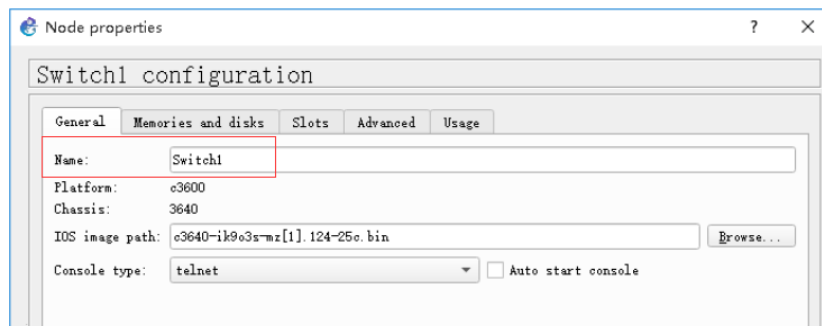 Node properties
?
Switch1 configuration
General Memories and disks Slots Advanced Usage
Name: Switch1
Platform: c3600
Chassis: 3640
IOS image path: c3640-ik9o3s-mz[1].124-25c.bin Browse...
Console type: telnet Auto start console